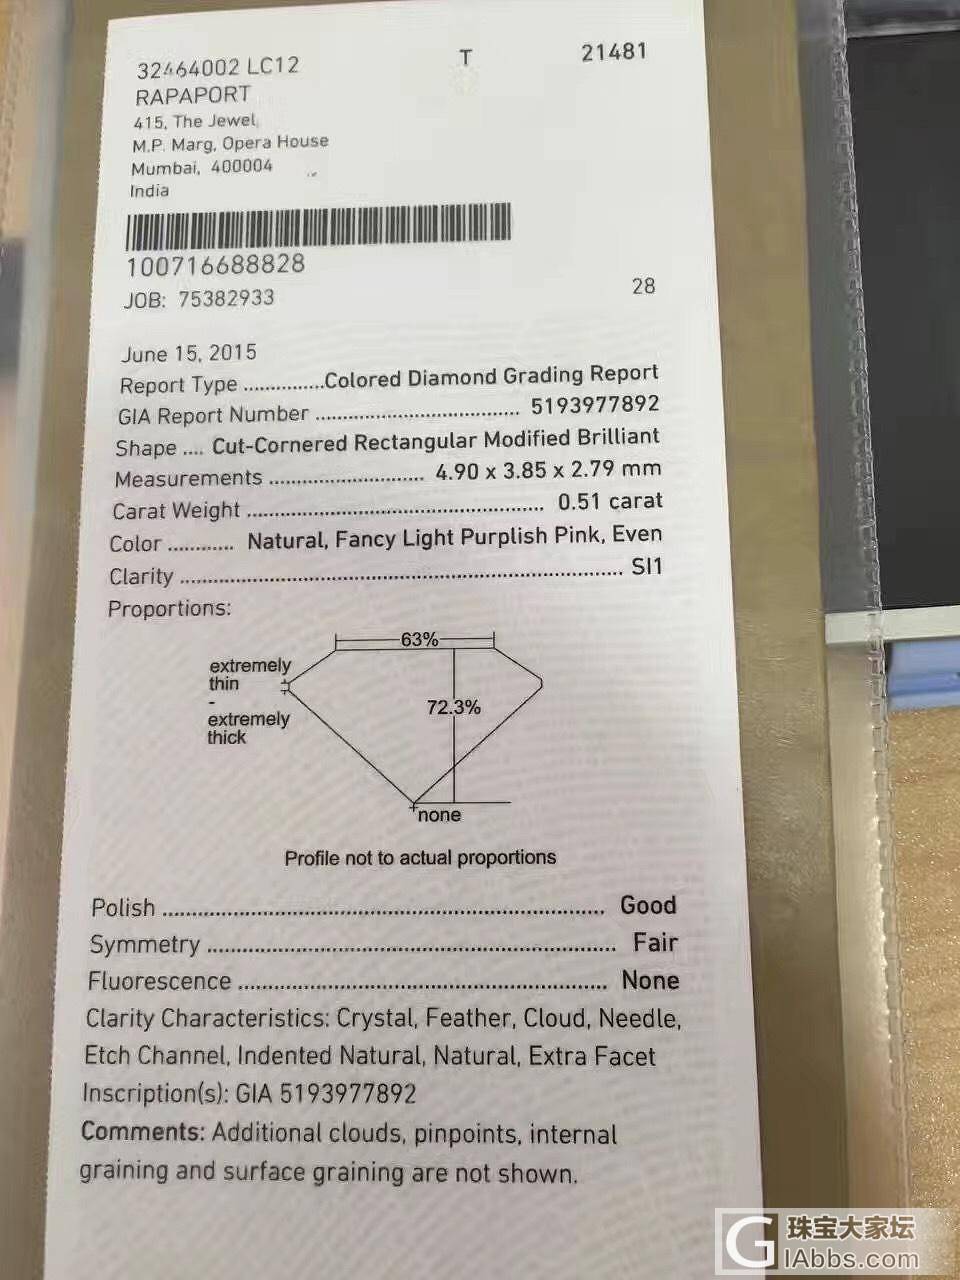 32464002 LC12 T 21481
RAPAPORT
415, The Jewel,
M.P. Marg, Opera House
Mumbai, 400004
India
100716688828
JOB: 75382933 28
June 15, 2015
Report Type ...............Colored Diamond Grading Report
GIA Report Number .................................. 5193977892
Shape .... Cut-Cornered Rectangular Modified Brilliant
Measurements .......................... 4.90 x 3.85 x 2.79 mm
Carat Weight ................................................. 0.51 carat
Color ........... Natural, Fancy Light Purplish Pink, Even
Clarity ......................................................................... SI1
Proportions:
63%
extremely
thin
-
extremely
thick
72.3%
none
Profile not to actual proportions
Polish ....................................................................... Good
Symmetry .................................................................. Fair
Fluorescence ............................................................ None
Clarity Characteristics: Crystal, Feather, Cloud, Needle,
Etch Channel, Indented Natural, Natural, Extra Facet
Inscription(s): GIA 5193977892
Comments: Additional clouds, pinpoints, internal
graining and surface graining are not shown.
G 珠宝大家坛
GIAbbs.com